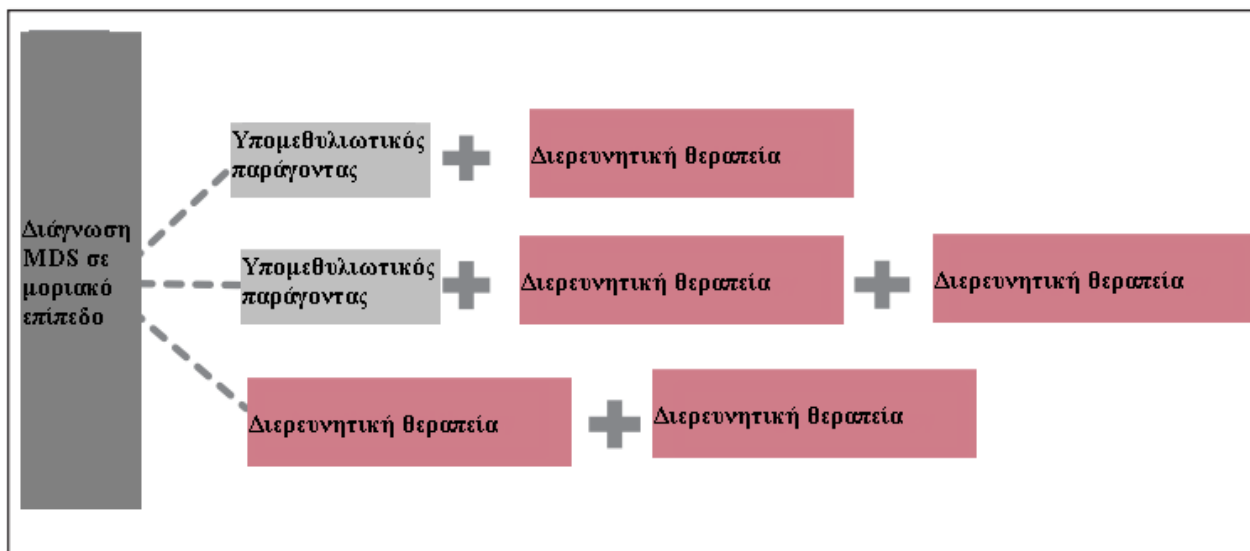 Υπομεθυλιωτικός
παράγοντας
Διερευνητική θεραπεία
Διάγνωση
MDS σε
μοριακό
επίπεδο
Υπομεθυλιωτικός
παράγοντας
Διερευνητική θεραπεία
Διερευνητική θεραπεία
Διερευνητική θεραπεία
Διερευνητική θεραπεία